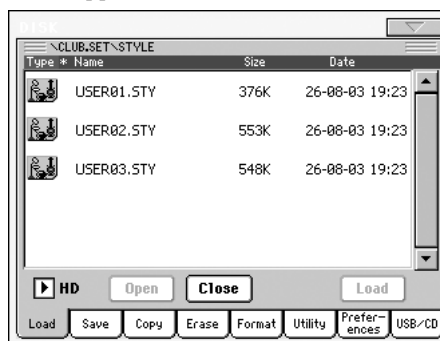 DISK
\CLUB.SET\STYLE
Type * Name Size Date
USER01.STY 376K 26-08-03 19:23
USER02.STY 553K 26-08-03 19:23
USER03.STY 548K 26-08-03 19:23
HD Open Close Load
Load Save Copy Erase Format Utility Prefer-
ences USB/CD